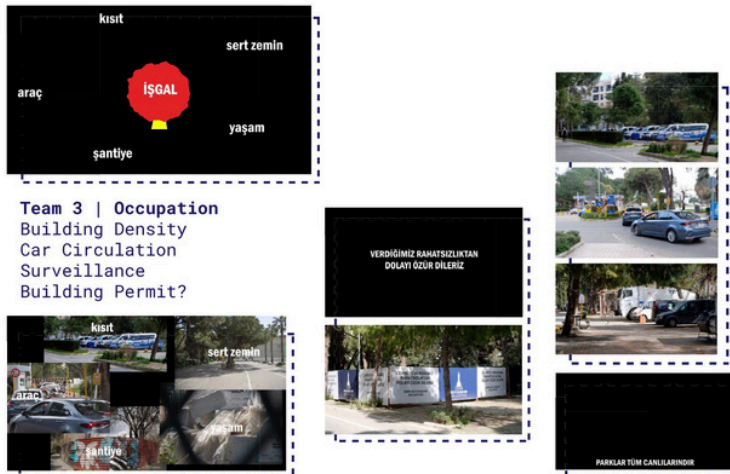 kısıt
sert zemin
araç
İŞGAL
yaşam
şantiye
Team 3 | Occupation
Building Density
Car Circulation
Surveillance
Building Permit?
kısıt
sert zemin
araç
yaşam
şantiye
VERDİĞİMİZ RAHATSIZLIKTAN
DOLAYI ÖZÜR DİLERİZ
PARKLAR TÜM CANLILARINDIR